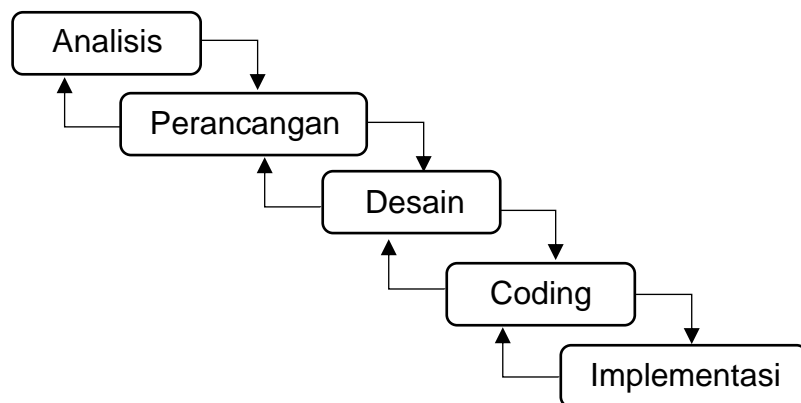 Analisis
Perancangan
Desain
Coding
Implementasi